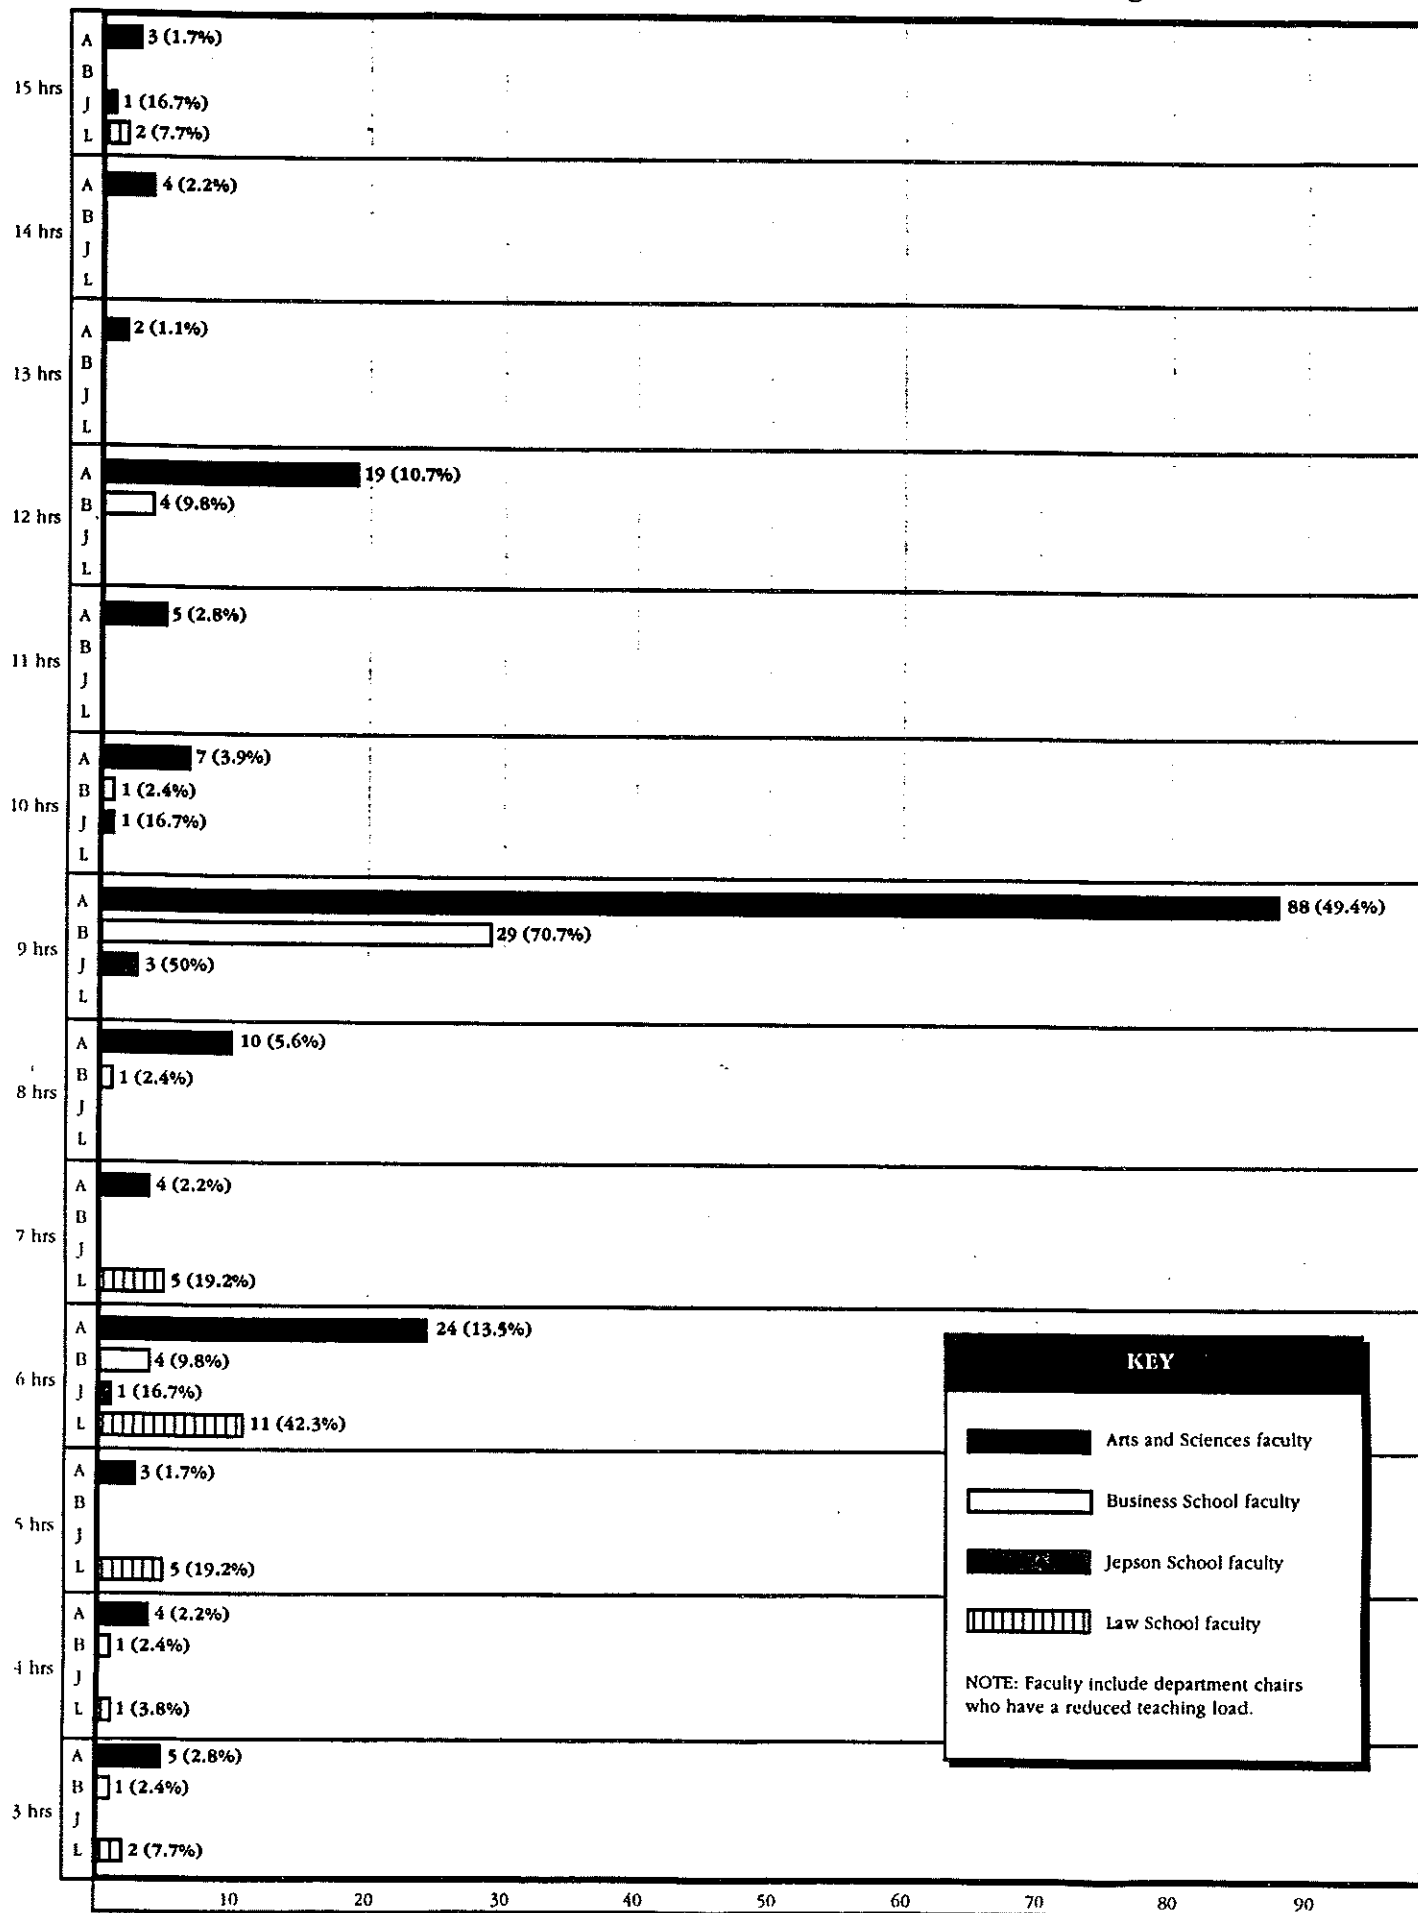 15 hrs
A 3 (1.7%)
B
J 1 (16.7%)
L 2 (7.7%)
14 hrs
A 4 (2.2%)
B
J
L
13 hrs
A 2 (1.1%)
B
J
L
12 hrs
A 19 (10.7%)
B 4 (9.8%)
J
L
11 hrs
A 5 (2.8%)
B
J
L
10 hrs
A 7 (3.9%)
B 1 (2.4%)
J 1 (16.7%)
L
9 hrs
A 88 (49.4%)
B 29 (70.7%)
J 3 (50%)
L
8 hrs
A 10 (5.6%)
B 1 (2.4%)
J
L
7 hrs
A 4 (2.2%)
B
J
L 5 (19.2%)
6 hrs
A 24 (13.5%)
B 4 (9.8%)
J 1 (16.7%)
L 11 (42.3%)
5 hrs
A 3 (1.7%)
B
J
L 5 (19.2%)
4 hrs
A 4 (2.2%)
B 1 (2.4%)
J
L 1 (3.8%)
3 hrs
A 5 (2.8%)
B 1 (2.4%)
J
L 2 (7.7%)
10 20 30 40 50 60 70 80 90
KEY
Arts and Sciences faculty
Business School faculty
Jepson School faculty
Law School faculty
NOTE: Faculty include department chairs
who have a reduced teaching load.